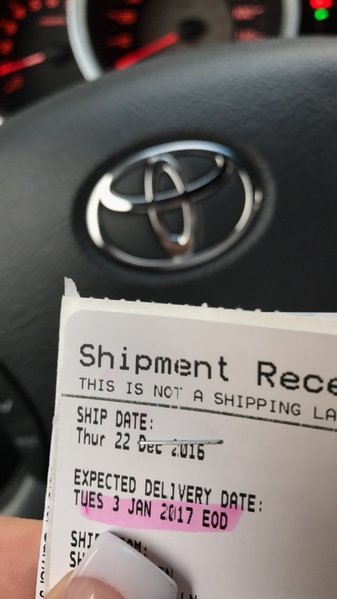 Shipment Rece
THIS IS NOT A SHIPPING LA
SHIP DATE:
Thur 22 Dec 2016
EXPECTED DELIVERY DATE:
TUES 3 JAN 2017 EOD